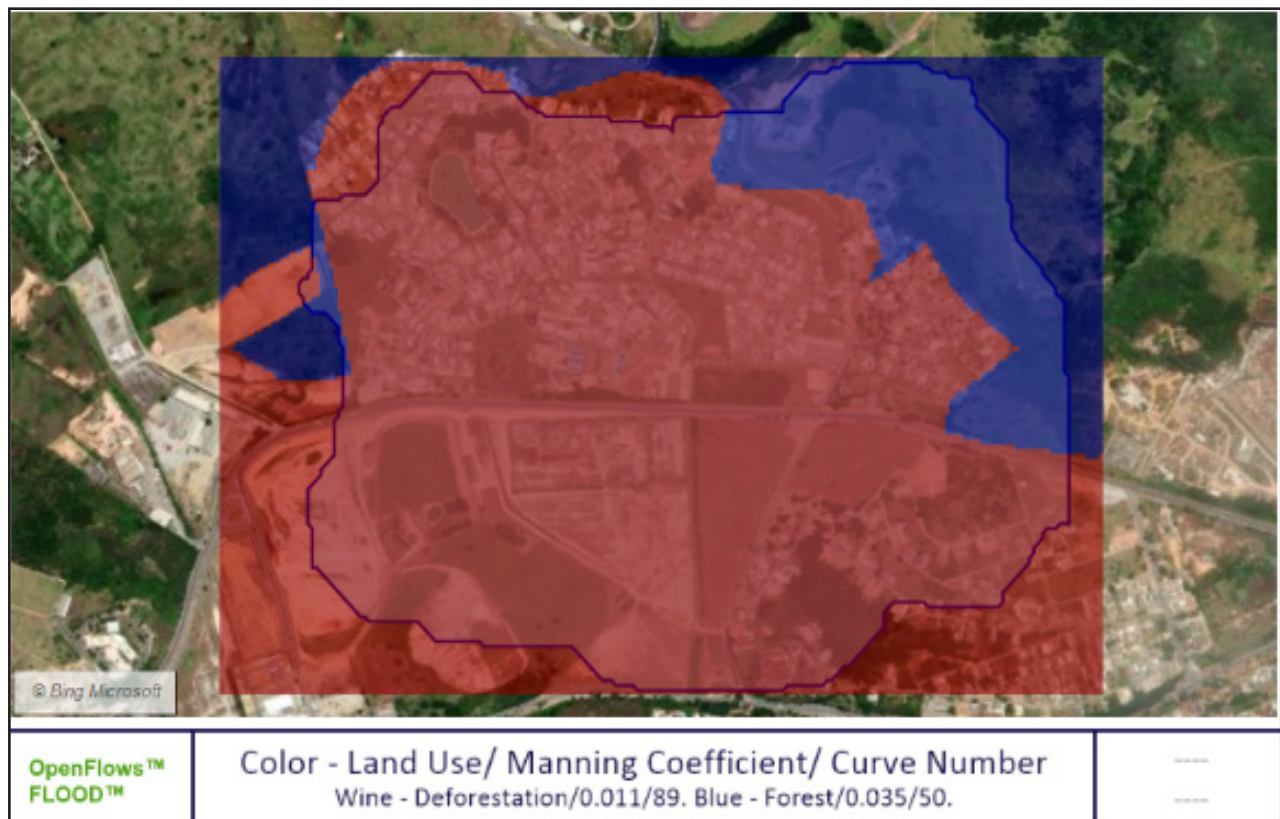 © Bing Microsoft
OpenFlows™
FLOOD™
Color - Land Use/ Manning Coefficient/ Curve Number
Wine - Deforestation/0.011/89. Blue - Forest/0.035/50.
----
----